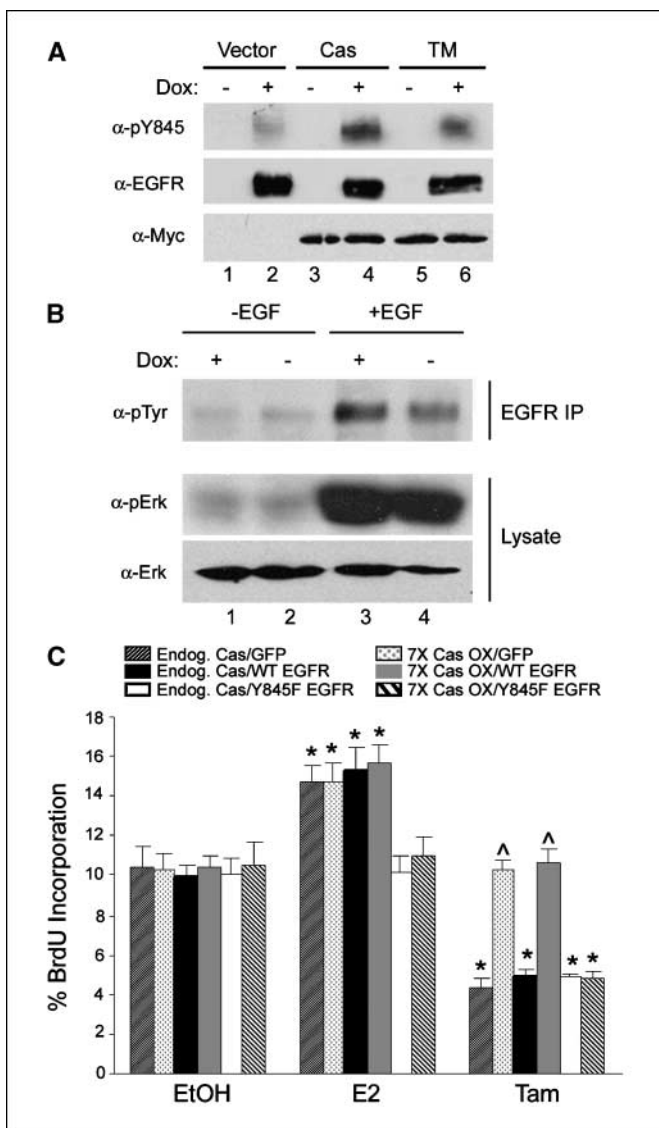 A
Vector Cas TM
Dox: - + - + - +
α-pY845
α-EGFR
α-Myc
1 2 3 4 5 6
B
-EGF +EGF
Dox: + - + -
α-pTyr
EGFR IP
α-pErk
α-Erk
Lysate
1 2 3 4
C
Endog. Cas/GFP 7X Cas OX/GFP
Endog. Cas/WT EGFR 7X Cas OX/WT EGFR
Endog. Cas/Y845F EGFR 7X Cas OX/Y845F EGFR
% BrdU Incorporation
18
16
14
12
10
8
6
4
2
0
* * * *
* ^ * ^ * *
EtOH E2 Tam